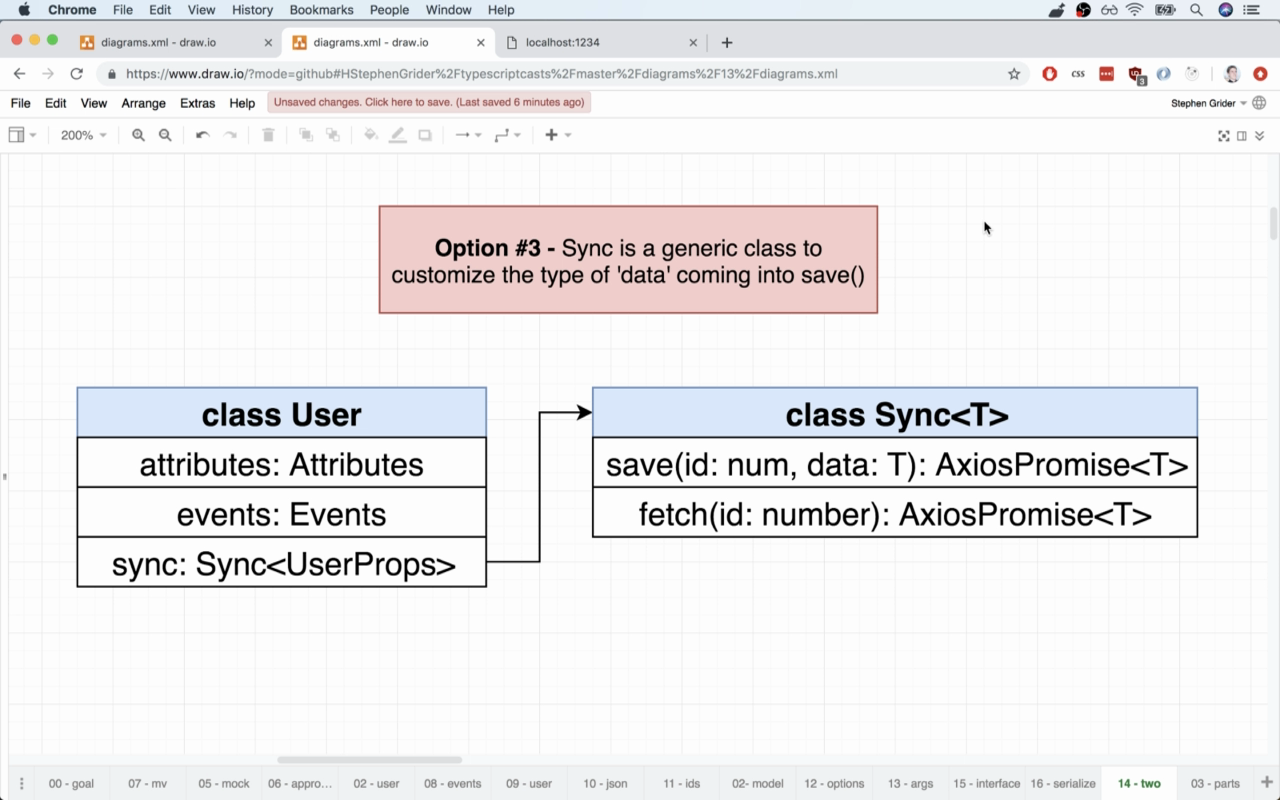 Chrome File Edit View History Bookmarks People Window Help
diagrams.xml - draw.io
diagrams.xml - draw.io
localhost:1234
https://www.draw.io/?mode=github#HStephenGrider%2Ftypescriptcasts%2Fmaster%2Fdiagrams%2F13%2Fdiagrams.xml
CSS
3
File Edit View Arrange Extras Help
Unsaved changes. Click here to save. (Last saved 6 minutes ago)
Stephen Grider
200%
Option #3 - Sync is a generic class to
customize the type of 'data' coming into save()
class User
attributes: Attributes
events: Events
sync: Sync<UserProps>
class Sync<T>
save(id: num, data: T): AxiosPromise<T>
fetch(id: number): AxiosPromise<T>
00 - goal 07 - mv 05 - mock 06 - appro... 02 - user 08 - events 09 - user 10 - json 11 - ids 02- model 12 - options 13 - args 15 - interface 16 - serialize 14 - two 03 - parts